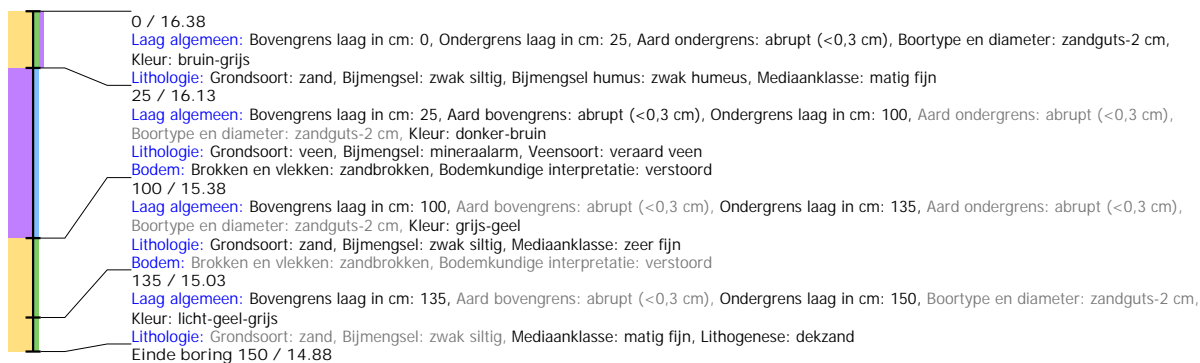 0 / 16.38
Laag algemeen: Bovengrens laag in cm: 0, Ondergrens laag in cm: 25, Aard ondergrens: abrupt (<0,3 cm), Boortype en diameter: zandguts-2 cm,
Kleur: bruin-grijs
Lithologie: Grondsoort: zand, Bijmengsel: zwak siltig, Bijmengsel humus: zwak humeus, Mediaanklasse: matig fijn
25 / 16.13
Laag algemeen: Bovengrens laag in cm: 25, Aard bovengrens: abrupt (<0,3 cm), Ondergrens laag in cm: 100, Aard ondergrens: abrupt (<0,3 cm),
Boortype en diameter: zandguts-2 cm, Kleur: donker-bruin
Lithologie: Grondsoort: veen, Bijmengsel: mineraalarm, Veensoort: veraard veen
Bodem: Brokken en vlekken: zandbrokken, Bodemkundige interpretatie: verstoord
100 / 15.38
Laag algemeen: Bovengrens laag in cm: 100, Aard bovengrens: abrupt (<0,3 cm), Ondergrens laag in cm: 135, Aard ondergrens: abrupt (<0,3 cm),
Boortype en diameter: zandguts-2 cm, Kleur: grijs-geel
Lithologie: Grondsoort: zand, Bijmengsel: zwak siltig, Mediaanklasse: zeer fijn
Bodem: Brokken en vlekken: zandbrokken, Bodemkundige interpretatie: verstoord
135 / 15.03
Laag algemeen: Bovengrens laag in cm: 135, Aard bovengrens: abrupt (<0,3 cm), Ondergrens laag in cm: 150, Boortype en diameter: zandguts-2 cm,
Kleur: licht-geel-grijs
Lithologie: Grondsoort: zand, Bijmengsel: zwak siltig, Mediaanklasse: matig fijn, Lithogenese: dekzand
Einde boring 150 / 14.88